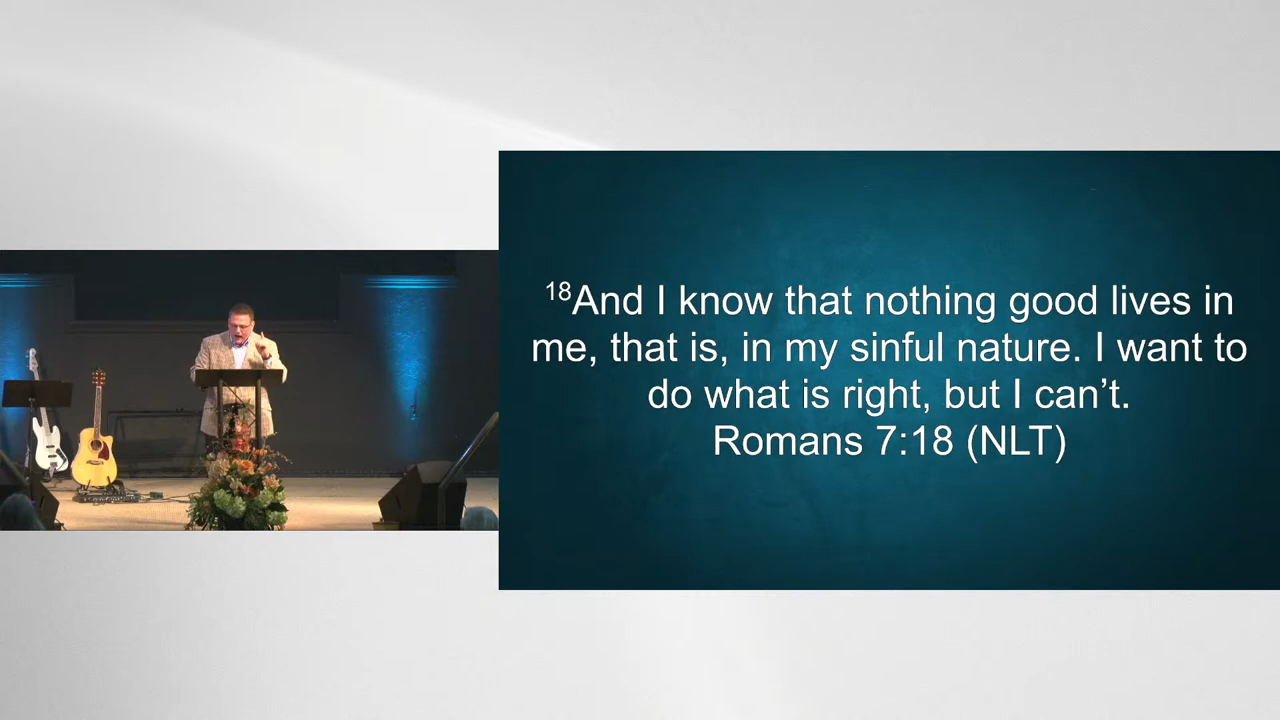 ¹⁸And I know that nothing good lives in
me, that is, in my sinful nature. I want to
do what is right, but I can’t.
Romans 7:18 (NLT)